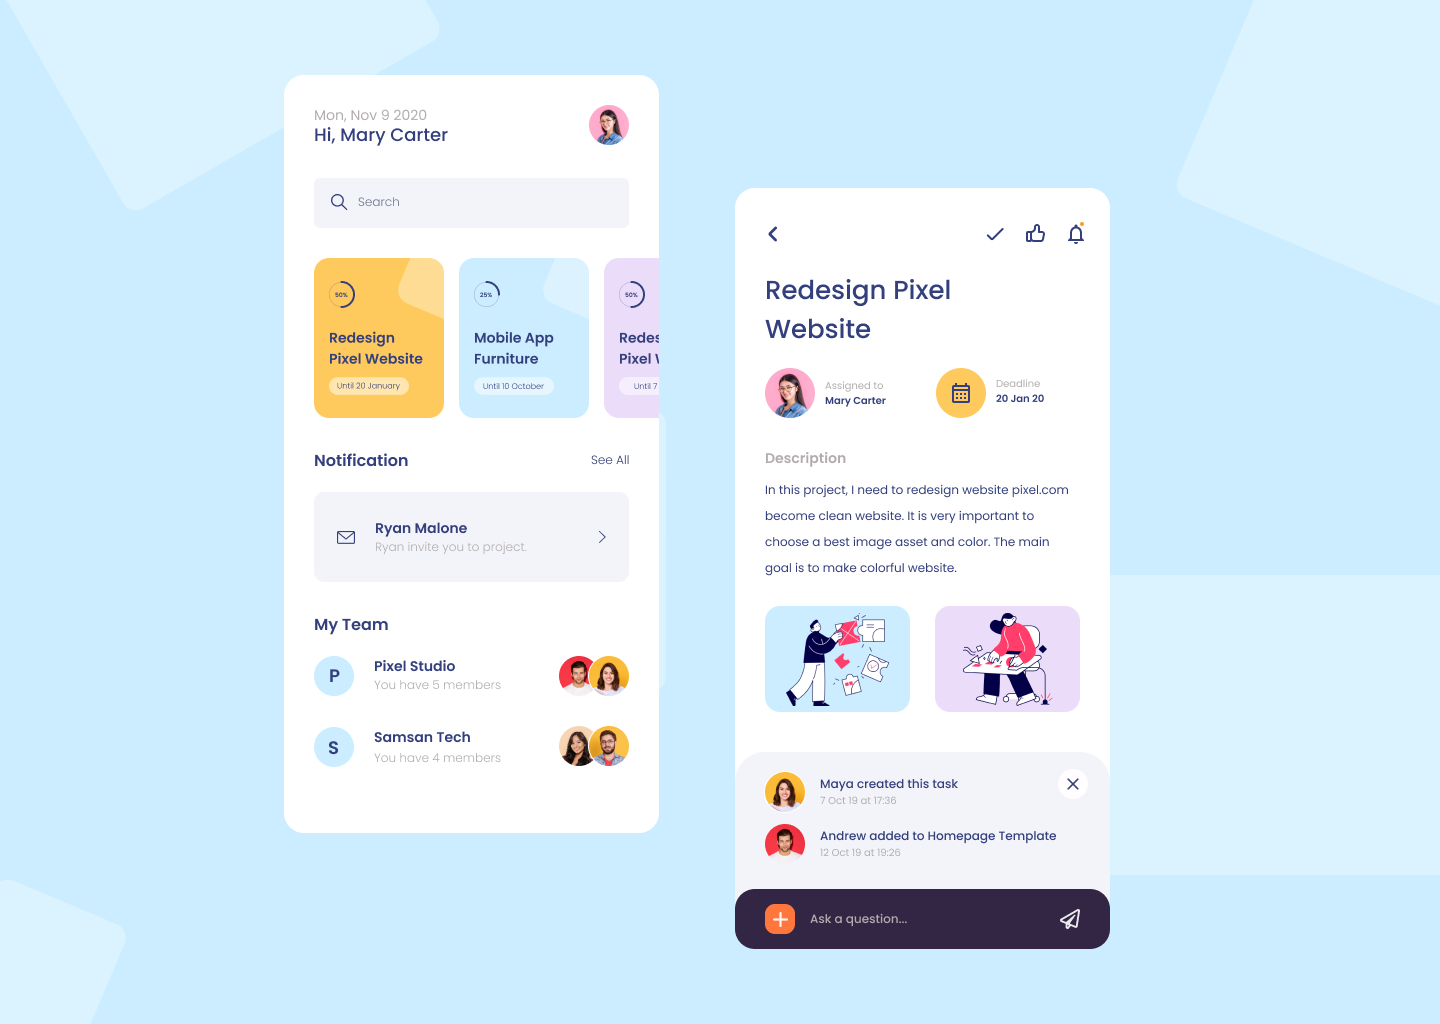 Mon, Nov 9 2020
Hi, Mary Carter
Search
50%
Redesign
Pixel Website
Until 20 January
25%
Mobile App
Furniture
Until 10 October
50%
Redes
Pixel W
Until 7
Notification
See All
Ryan Malone
Ryan invite you to project.
My Team
P
Pixel Studio
You have 5 members
S
Samsan Tech
You have 4 members
Redesign Pixel
Website
Assigned to
Mary Carter
Deadline
20 Jan 20
Description
In this project, I need to redesign website pixel.com
become clean website. It is very important to
choose a best image asset and color. The main
goal is to make colorful website.
Maya created this task
7 Oct 19 at 17:36
Andrew added to Homepage Template
12 Oct 19 at 19:26
Ask a question...